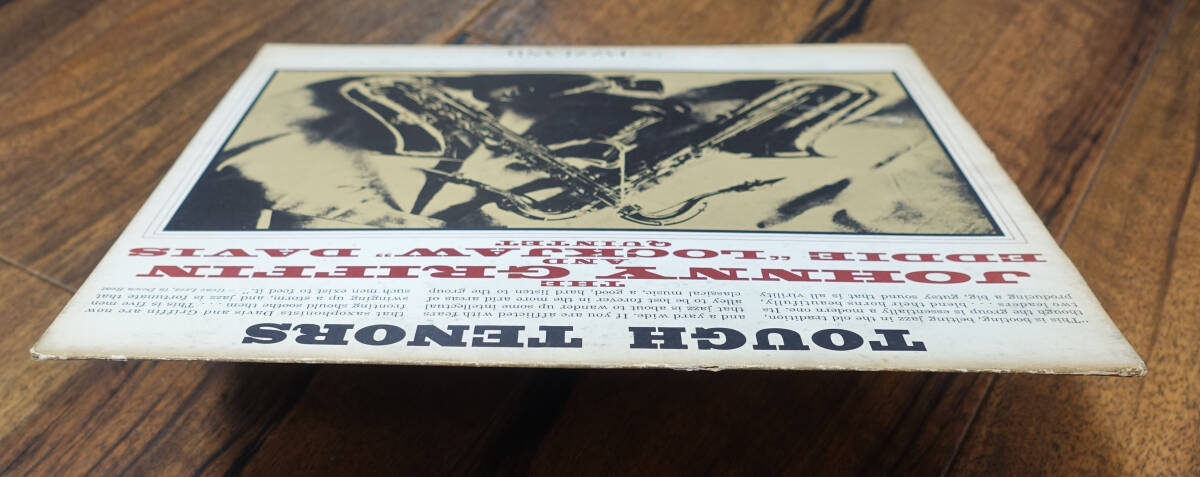 TOUGH TENORS
"This is booting, belting jazz in the tradition,
though the group is essentially a modern one. Its
two leaders . . . blend their horns beautifully,
producing a big, gutsy sound that is all virility
and a yard wide. If you are afflicted with fears
that jazz is about to wander up the intellectual
alley to be lost forever in the more arid areas of
classical music, a good, hard listen to the group
that saxophonists Davis and Griffin are now
fronting should soothe them . . . . This is five men
swinging up a storm, and jazz is fortunate that
such men to feed it."
THE
JOHNNY GRIFFIN
AND
EDDIE "LOCKJAW" DAVIS
QUINTET
JAZZLAND